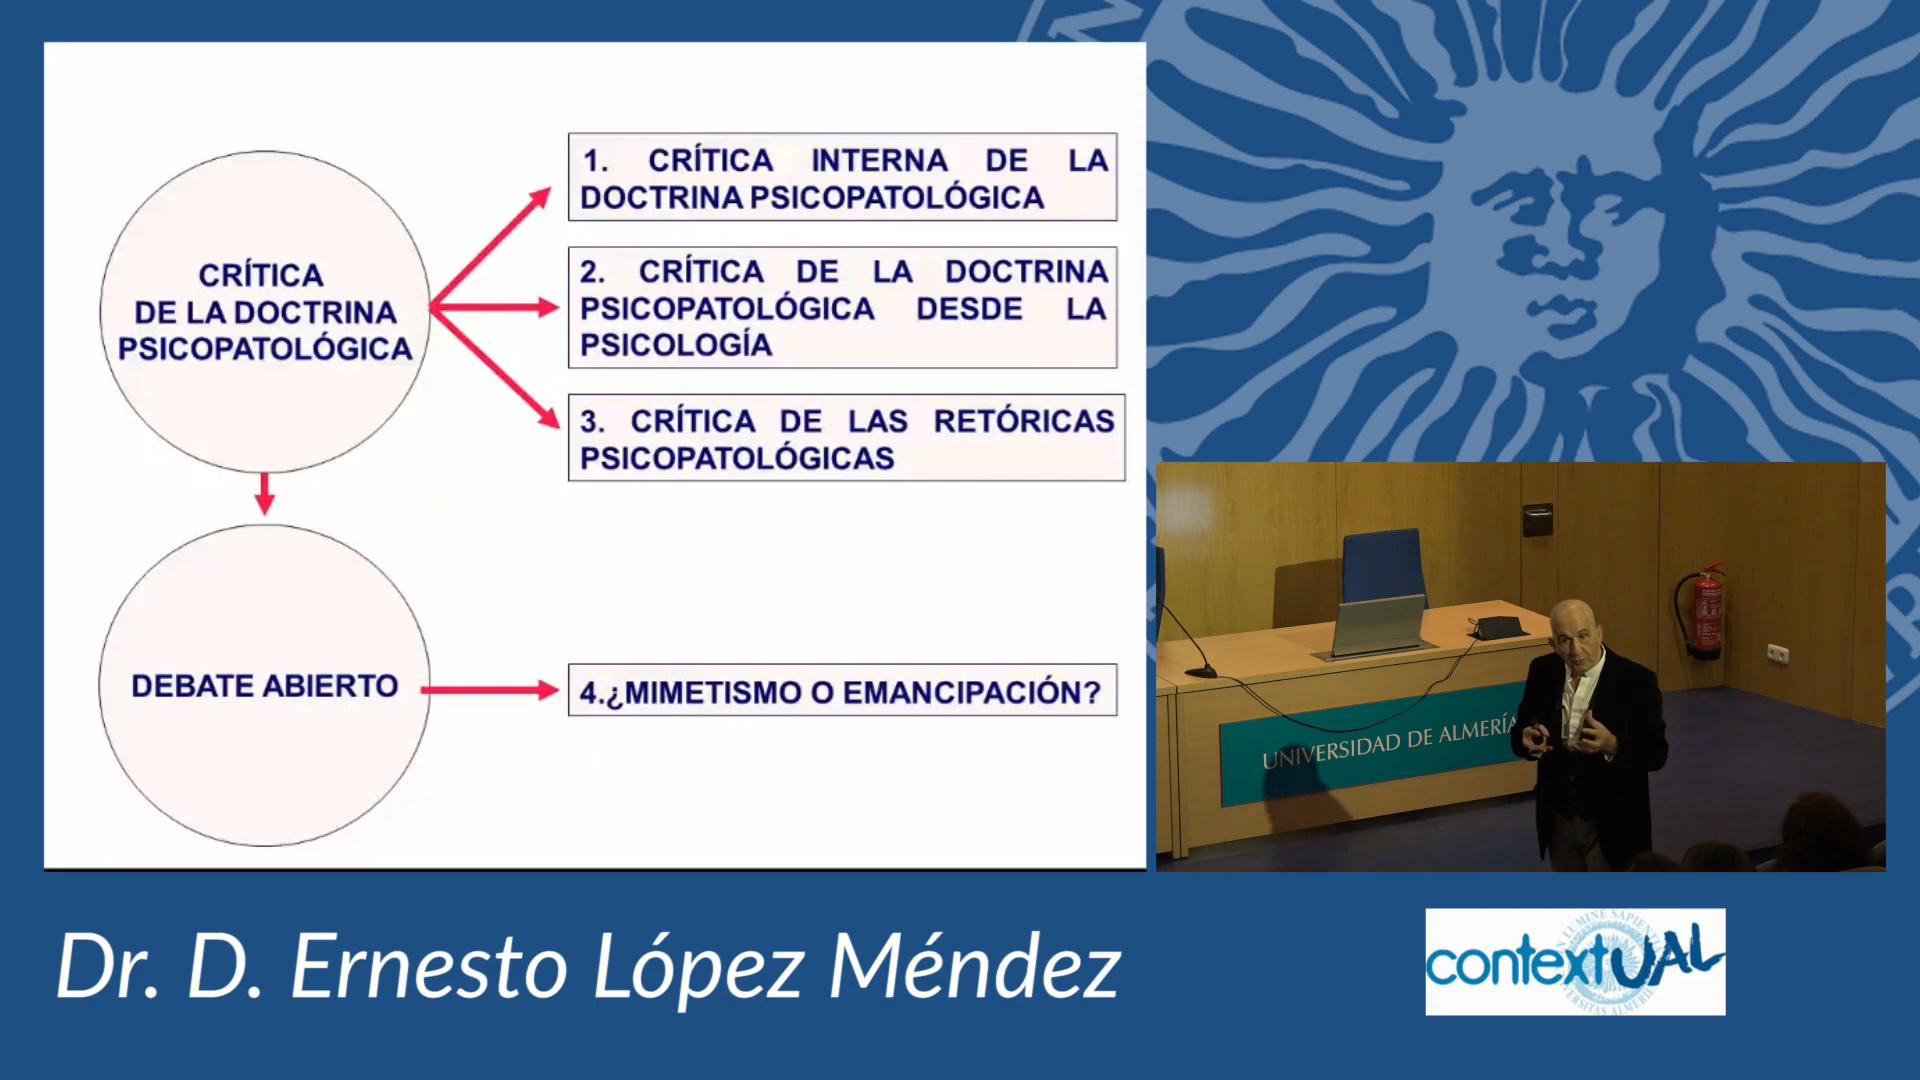 CRÍTICA
DE LA DOCTRINA
PSICOPATOLÓGICA
1. CRÍTICA INTERNA DE LA
DOCTRINA PSICOPATOLÓGICA
2. CRÍTICA DE LA DOCTRINA
PSICOPATOLÓGICA DESDE LA
PSICOLOGÍA
3. CRÍTICA DE LAS RETÓRICAS
PSICOPATOLÓGICAS
DEBATE ABIERTO
4.¿MIMETISMO O EMANCIPACIÓN?
UNIVERSIDAD DE ALMERÍA
Dr. D. Ernesto López Méndez
contextUAL